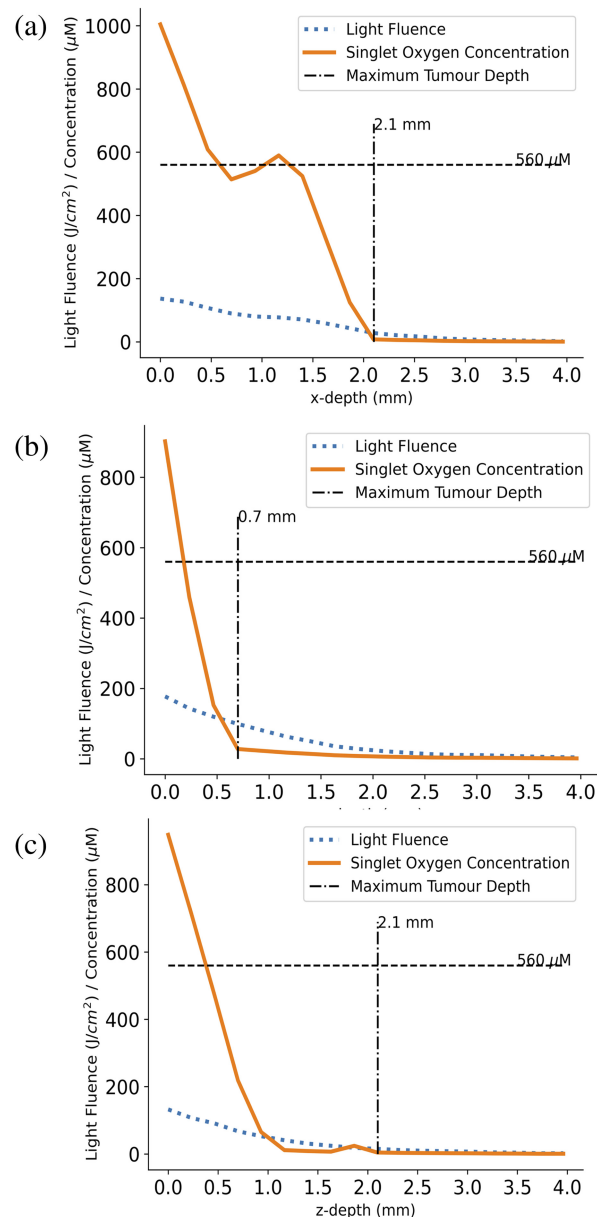 (a)
Light Fluence (J/cm²) / Concentration (μM)
1000
800
600
400
200
0
Light Fluence
Singlet Oxygen Concentration
Maximum Tumour Depth
2.1 mm
560 μM
0.0 0.5 1.0 1.5 2.0 2.5 3.0 3.5 4.0
x-depth (mm)
(b)
Light Fluence (J/cm²) / Concentration (μM)
800
600
400
200
0
Light Fluence
Singlet Oxygen Concentration
Maximum Tumour Depth
0.7 mm
560 μM
0.0 0.5 1.0 1.5 2.0 2.5 3.0 3.5 4.0
(c)
Light Fluence (J/cm²) / Concentration (μM)
800
600
400
200
0
Light Fluence
Singlet Oxygen Concentration
Maximum Tumour Depth
2.1 mm
560 μM
0.0 0.5 1.0 1.5 2.0 2.5 3.0 3.5 4.0
z-depth (mm)